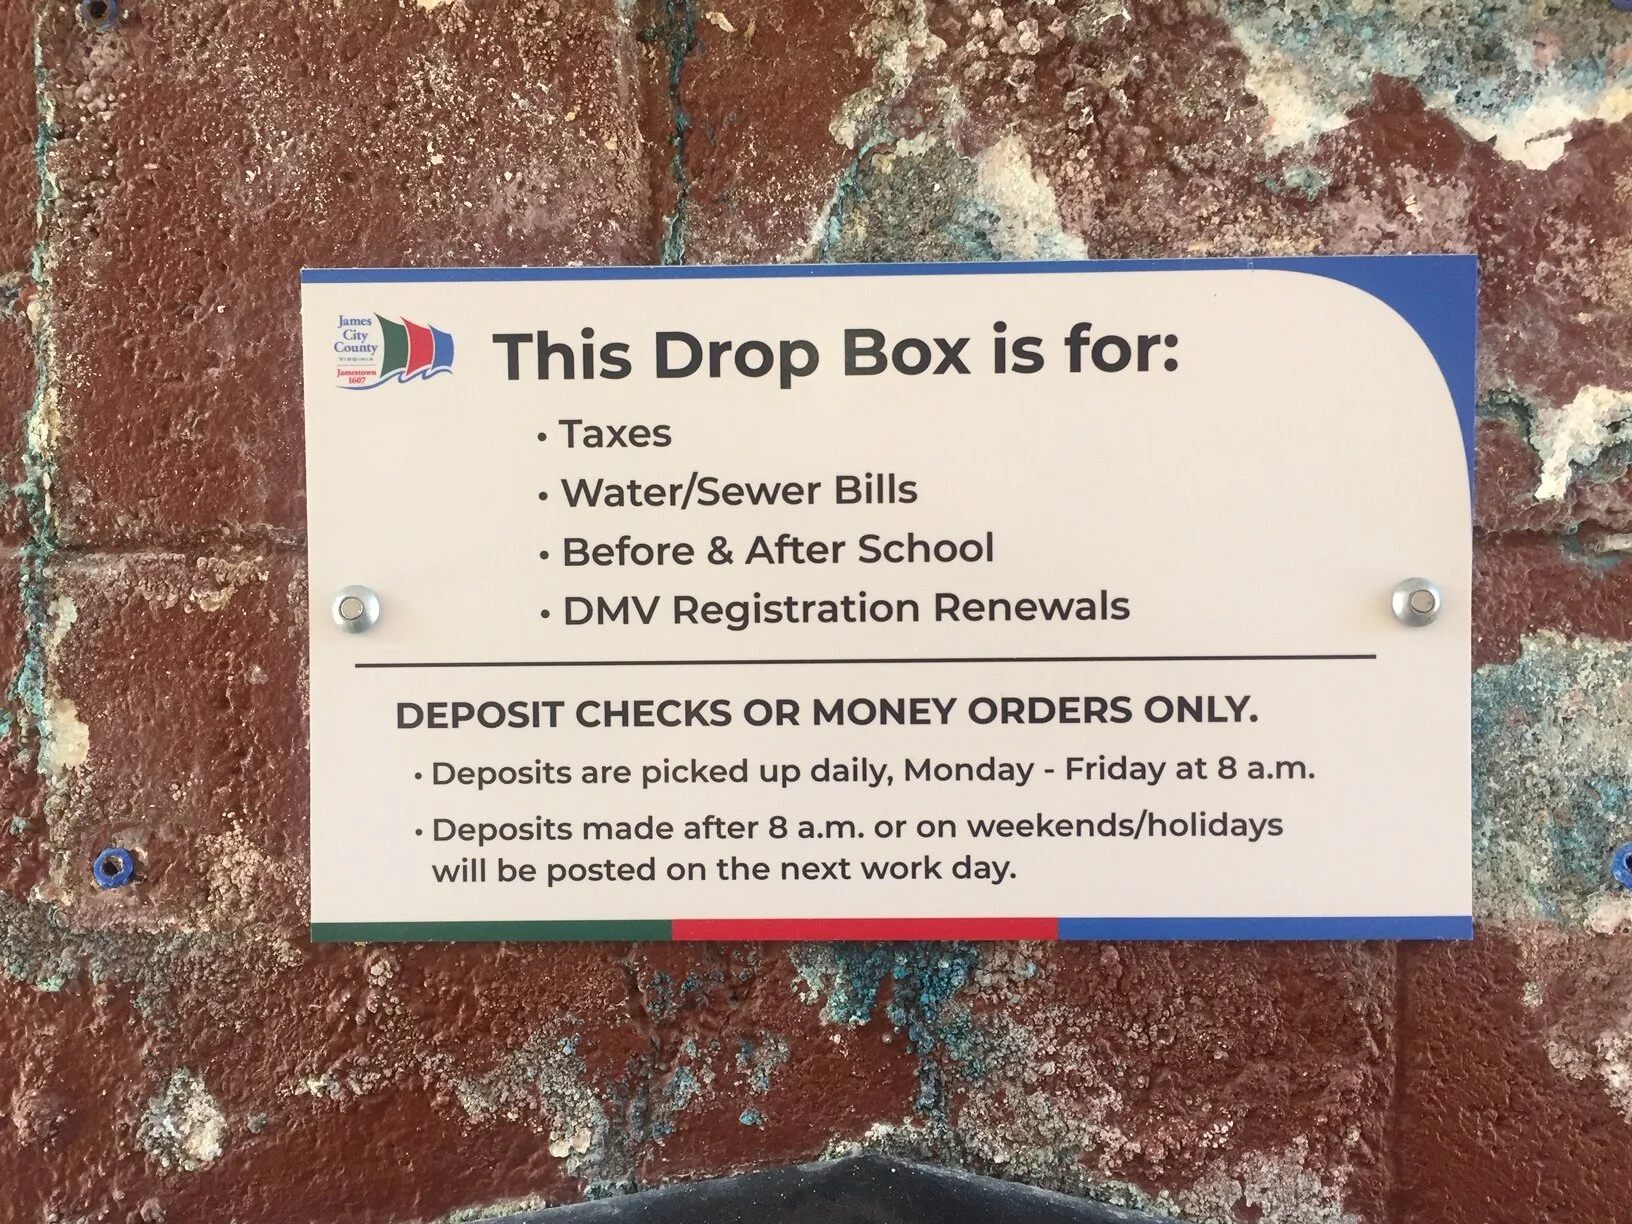 James
City
County
VIRGINIA
Jamestown
1607
This Drop Box is for:
• Taxes
• Water/Sewer Bills
• Before & After School
• DMV Registration Renewals
DEPOSIT CHECKS OR MONEY ORDERS ONLY.
• Deposits are picked up daily, Monday - Friday at 8 a.m.
• Deposits made after 8 a.m. or on weekends/holidays
will be posted on the next work day.